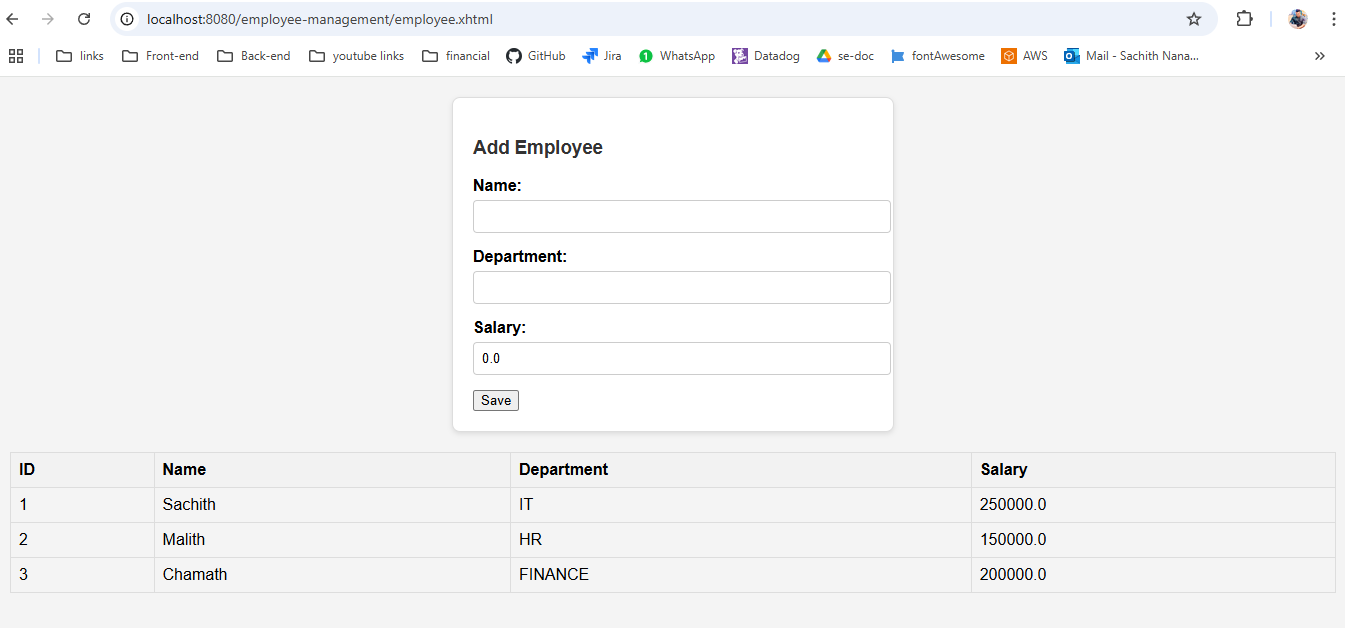 localhost:8080/employee-management/employee.xhtml
links Front-end Back-end youtube links financial GitHub Jira 1 WhatsApp Datadog se-doc fontAwesome AWS Mail - Sachith Nana...
Add Employee
Name:
Department:
Salary:
0.0
Save
ID Name Department Salary
1 Sachith IT 250000.0
2 Malith HR 150000.0
3 Chamath FINANCE 200000.0